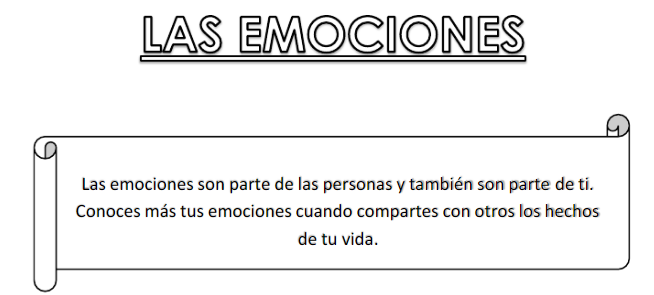 LAS EMOCIONES
Las emociones son parte de las personas y también son parte de ti.
Conoces más tus emociones cuando compartes con otros los hechos
de tu vida.